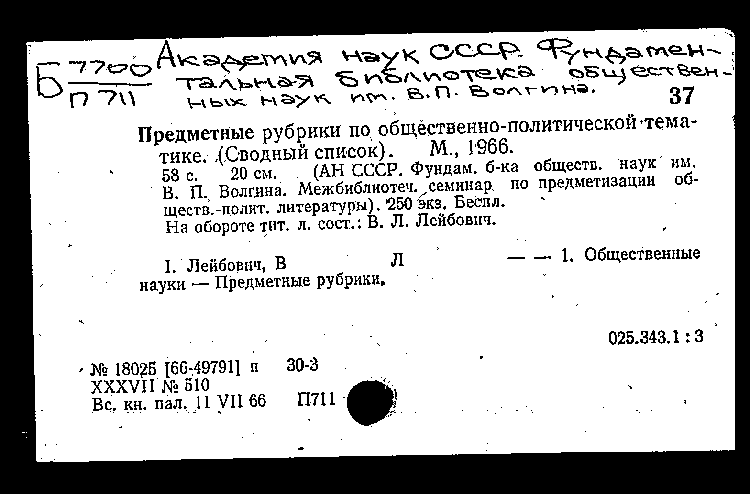 Б 7700 Академия наук СССР. Фундамен-
П 711 тальная библиотека обществен-
ных наук им. В.П. Волгина.
37
Предметные рубрики по общественно-политической тема-
тике. (Сводный список). М., 1966.
58 с. 20 см. (АН СССР. Фундам. б-ка обществ. наук им.
В. П. Волгина. Межбиблиотеч. семинар по предметизации об-
ществ.-полит. литературы). 250 экз. Беспл.
На обороте тит. л. сост.: В. Л. Лейбович.
I. Лейбович, В Л — — 1. Общественные
науки — Предметные рубрики.
025.343.1 : 3
№ 18025 [66-49791] п 30-3
XXXVII № 510
Вс. кн. пал. 11 VII 66 П711